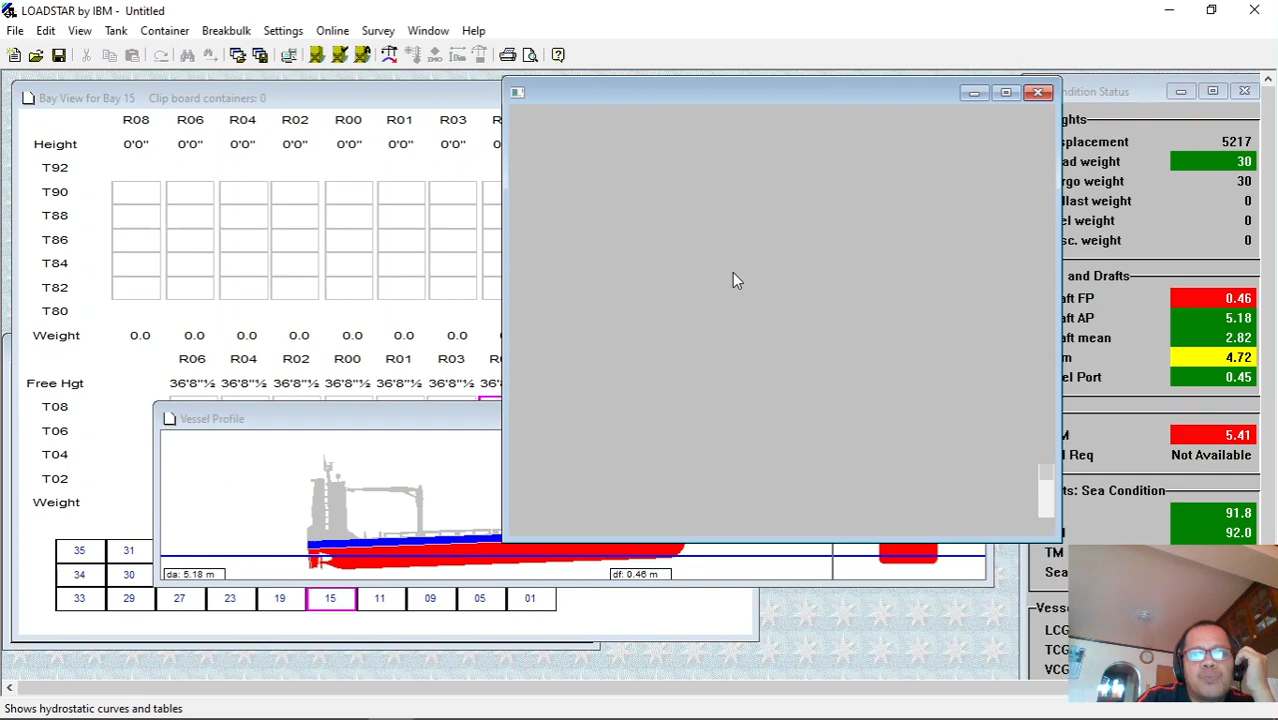 LOADSTAR by IBM - Untitled
File Edit View Tank Container Breakbulk Settings Online Survey Window Help
Bay View for Bay 15 Clip board containers: 0
ondition Status
R08 R06 R04 R02 R00 R01 R03
Height 0'0" 0'0" 0'0" 0'0" 0'0" 0'0" 0'0"
T92
T90
T88
T86
T84
T82
T80
Weight 0.0 0.0 0.0 0.0 0.0 0.0 0.0
R06 R04 R02 R00 R01 R03
Free Hgt 36'8"½ 36'8"½ 36'8"½ 36'8"½ 36'8"½ 36'8"½ 36'8
T08
T06
T04
T02
Weight
Vessel Profile
da: 5.18 m
df: 0.46 m
35 31
34 30
33 29 27 23 19 15 11 09 05 01
ghts
splacement 5217
ad weight 30
rgo weight 30
llast weight 0
el weight 0
sc. weight 0
and Drafts
aft FP 0.46
aft AP 5.18
aft mean 2.82
m 4.72
el Port 0.45
M 5.41
l Req Not Available
ts: Sea Condition
91.8
92.0
TM
Sea
Vess
LCG
TCG
VCG
Shows hydrostatic curves and tables